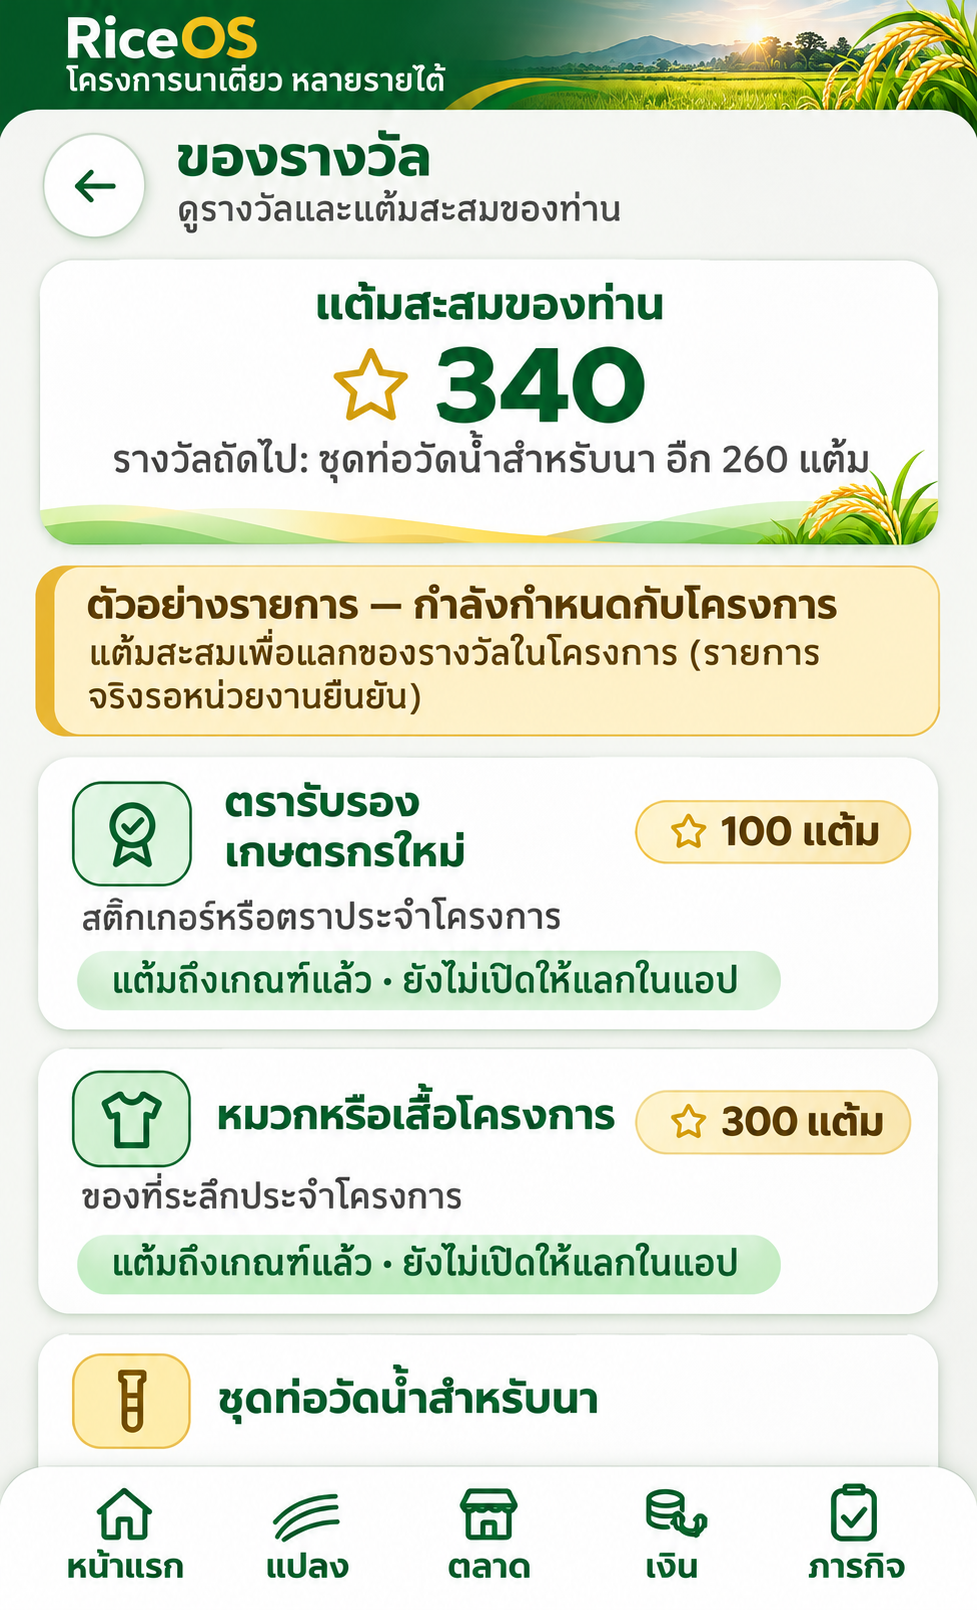 RiceOS
โครงการนาเดียว หลายรายได้
ของรางวัล
ดูรางวัลและแต้มสะสมของท่าน
แต้มสะสมของท่าน
340
รางวัลถัดไป: ชุดท่อวัดน้ำสำหรับนา อีก 260 แต้ม
ตัวอย่างรายการ — กำลังกำหนดกับโครงการ
แต้มสะสมเพื่อแลกของรางวัลในโครงการ (รายการ
จริงรอหน่วยงานยืนยัน)
ตรารับรอง
เกษตรกรใหม่
100 แต้ม
สติ๊กเกอร์หรือตราประจำโครงการ
แต้มถึงเกณฑ์แล้ว • ยังไม่เปิดให้แลกในแอป
หมวกหรือเสื้อโครงการ
300 แต้ม
ของที่ระลึกประจำโครงการ
แต้มถึงเกณฑ์แล้ว • ยังไม่เปิดให้แลกในแอป
ชุดท่อวัดน้ำสำหรับนา
หน้าแรก
แปลง
ตลาด
เงิน
ภารกิจ